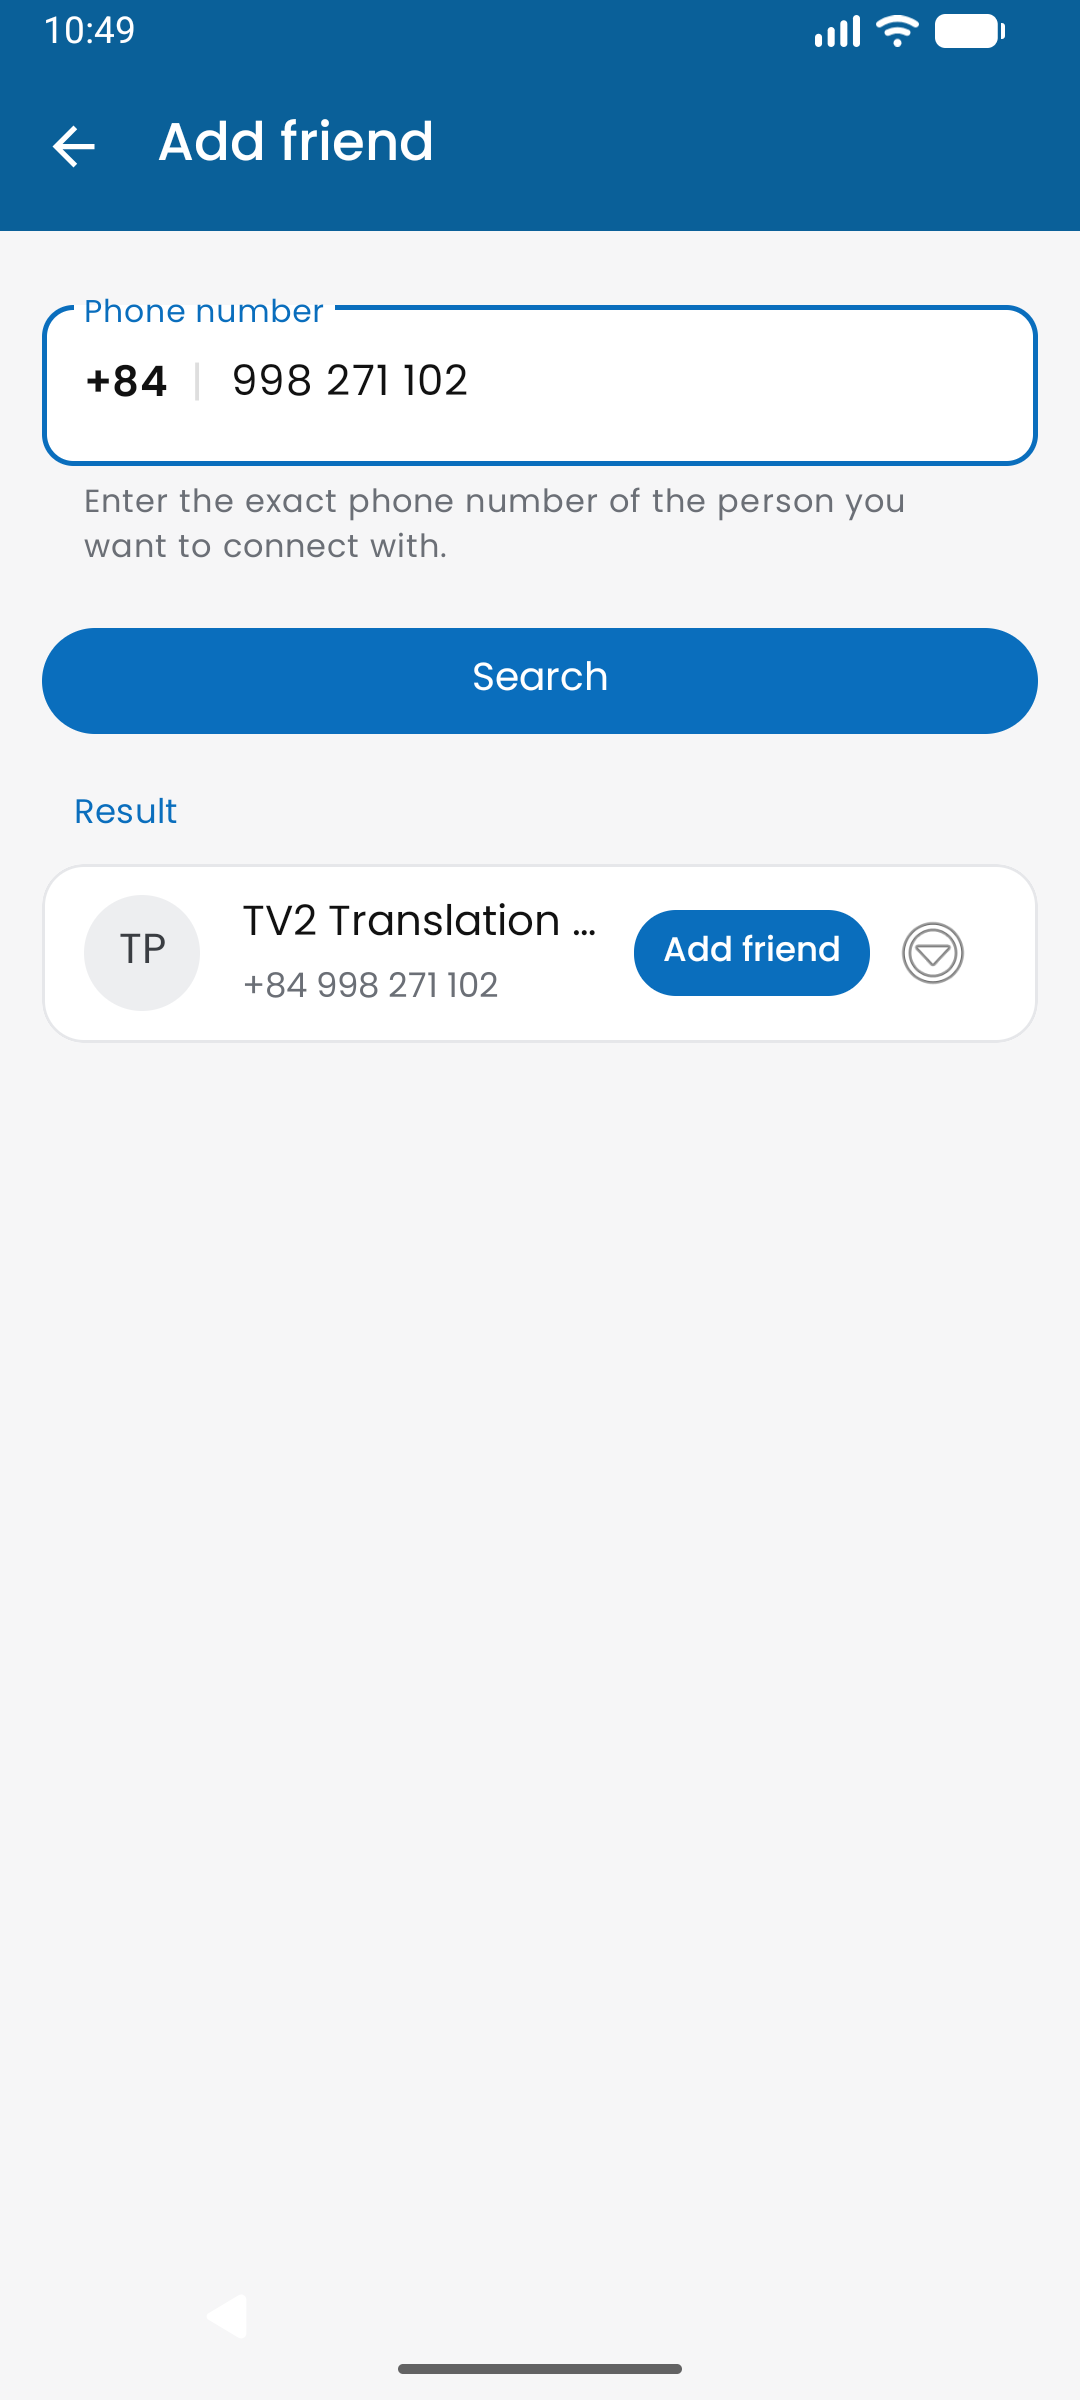 10:49
Add friend
Phone number
+84 998 271 102
Enter the exact phone number of the person you
want to connect with.
Search
Result
TP
TV2 Translation ...
Add friend
+84 998 271 102